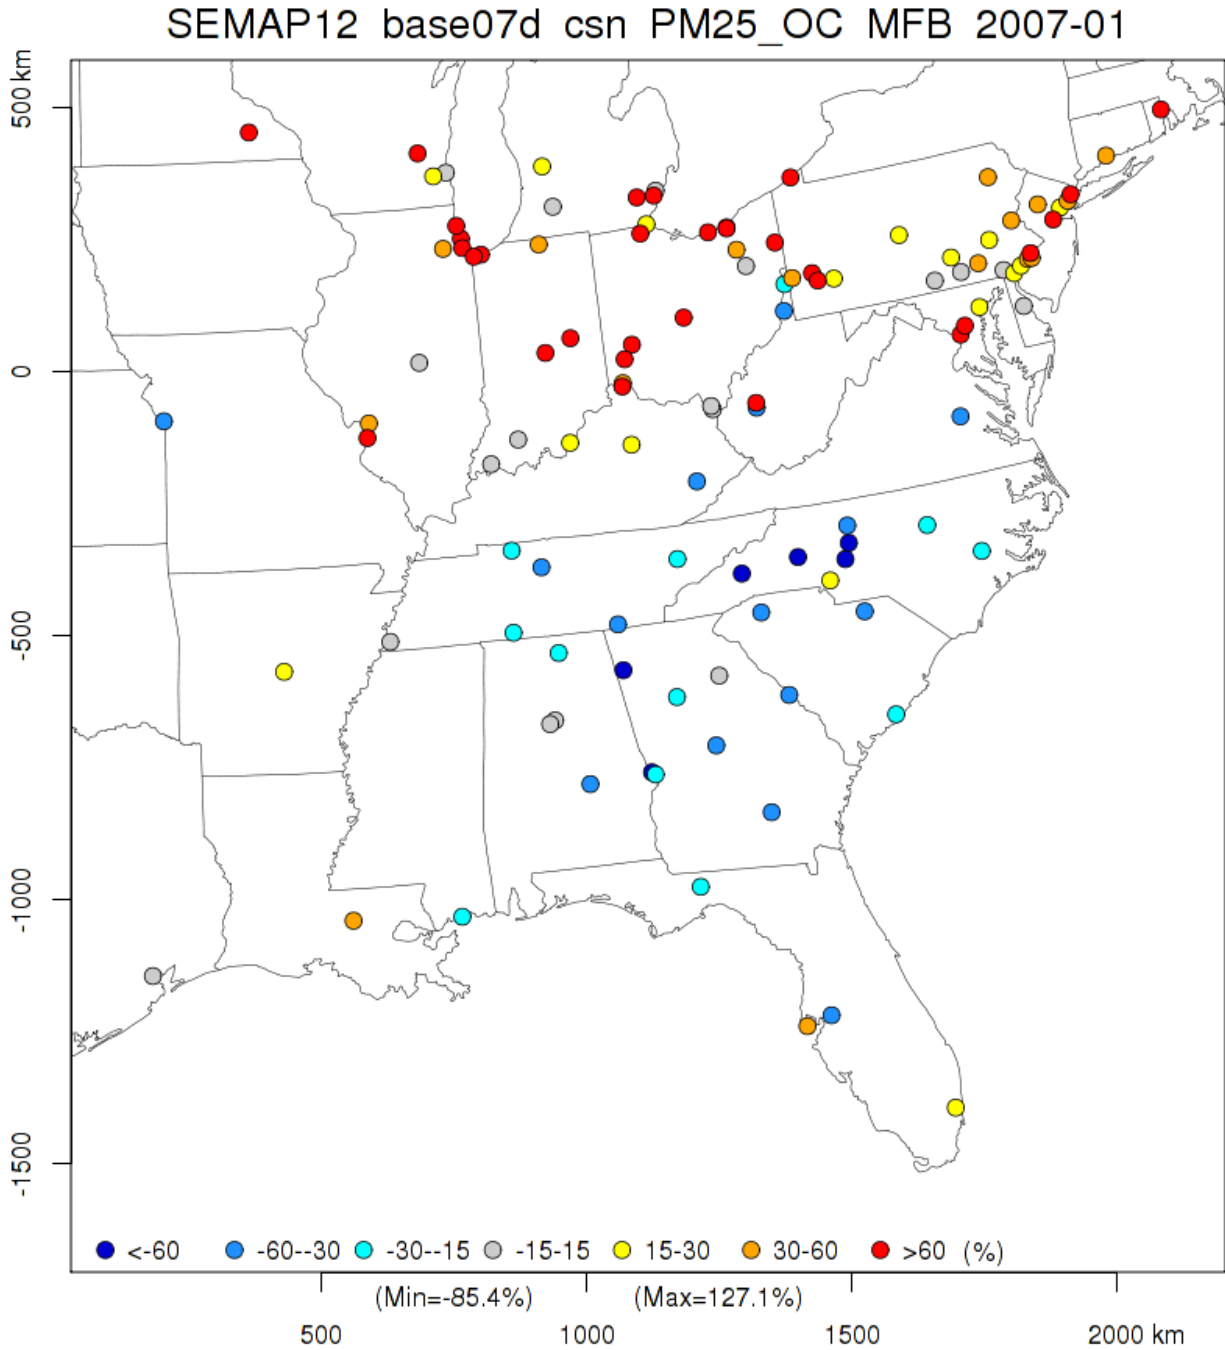 SEMAP12 base07d csn PM25_OC MFB 2007-01
500 km
0
-500
-1000
-1500
<-60 -60--30 -30--15 -15-15 15-30 30-60 >60 (%)
(Min=-85.4%) (Max=127.1%)
500 1000 1500 2000 km